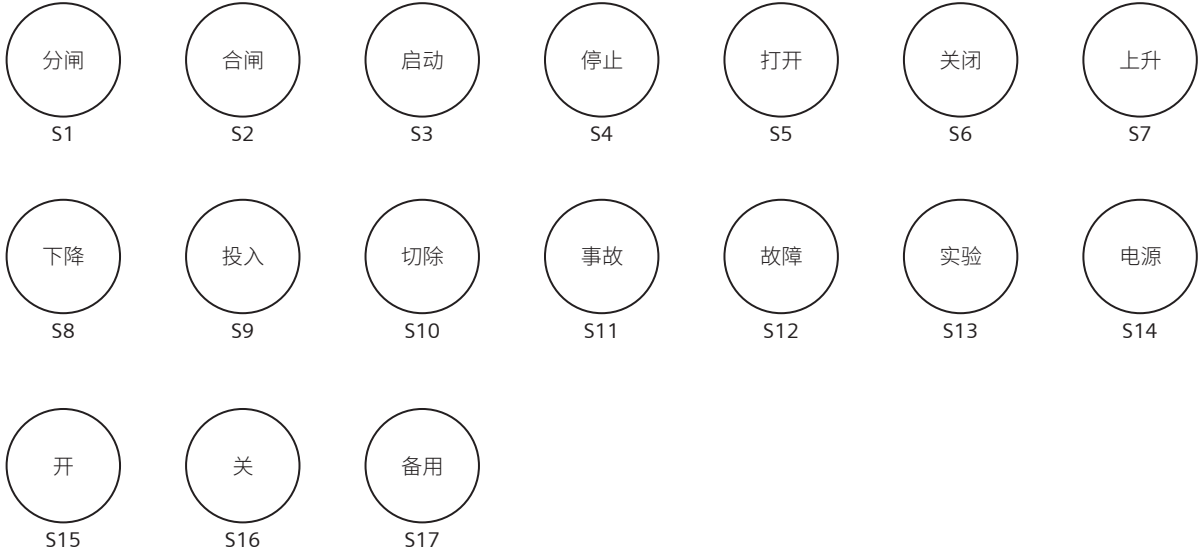 分闸 合闸 启动 停止 打开 关闭 上升
S1 S2 S3 S4 S5 S6 S7
下降 投入 切除 事故 故障 实验 电源
S8 S9 S10 S11 S12 S13 S14
开 关 备用
S15 S16 S17